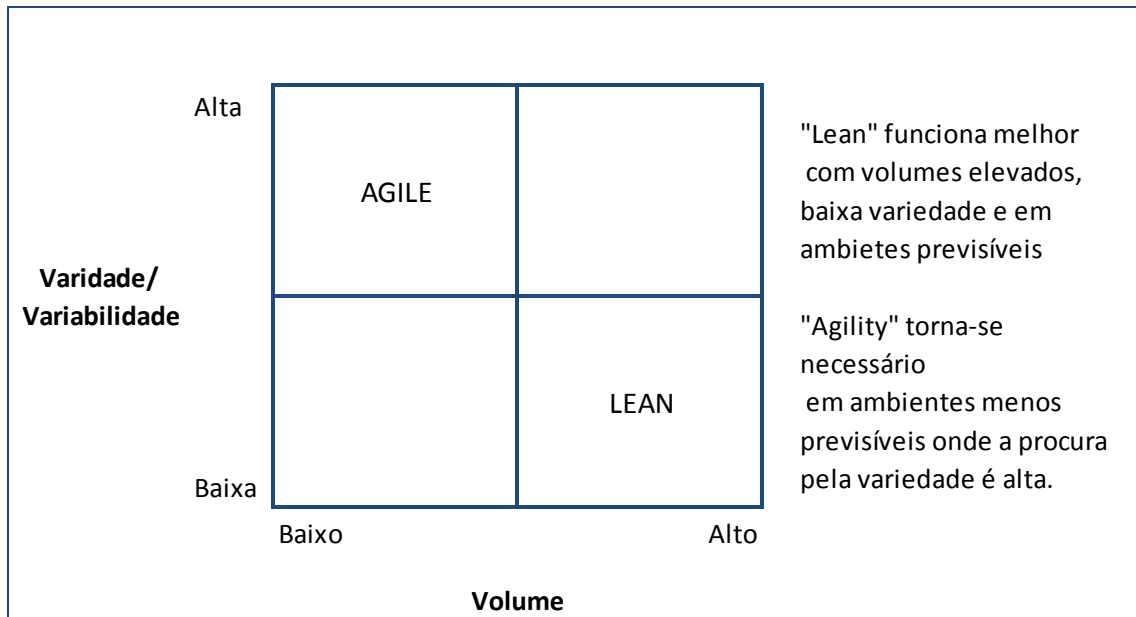 Alta
AGILE
"Lean" funciona melhor
com volumes elevados,
baixa variedade e em
ambietes previsíveis
Varidade/
Variabilidade
"Agility" torna-se
necessário
em ambientes menos
previsíveis onde a procura
pela variedade é alta.
LEAN
Baixa
Baixo
Alto
Volume